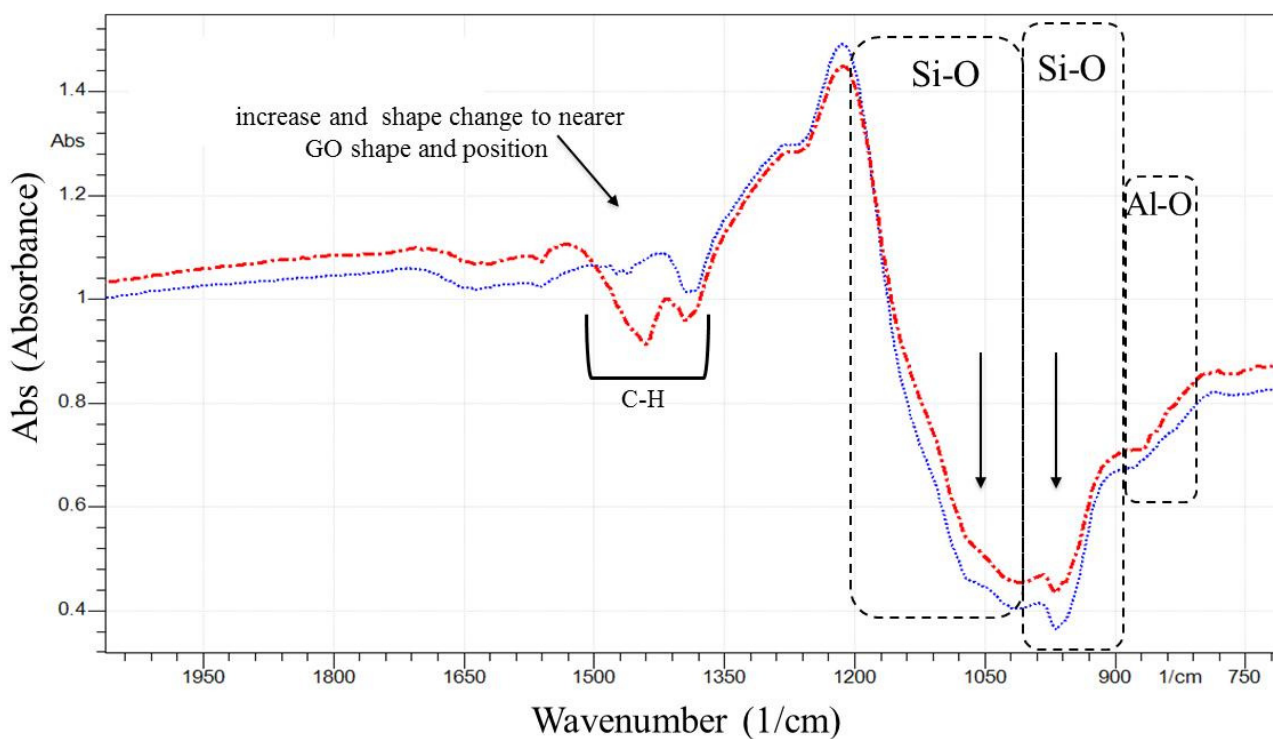 Si-O
Si-O
1.4
Abs
increase and shape change to nearer
GO shape and position
1.2
Al-O
1
C-H
0.8
0.6
0.4
Abs (Absorbance)
1950
1800
1650
1500
1350
1200
1050
900
1/cm
750
Wavenumber (1/cm)